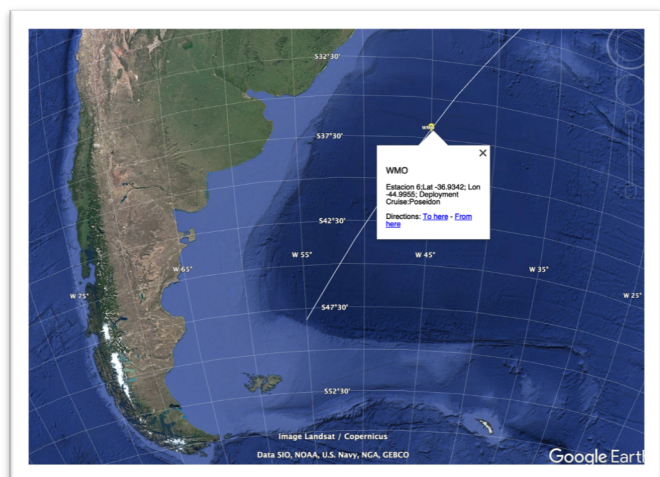 S32°30'
S37°30'
WMO
WMO
Estacion 6;Lat -36.9342; Lon
-44.9955; Deployment
Cruise:Poseidon
Directions: To here - From
here
S42°30'
W 55°
W 45°
W 65°
W 35°
W 75°
W 25°
S47°30'
S52°30'
Image Landsat / Copernicus
Data SIO, NOAA, U.S. Navy, NGA, GEBCO
Google Earth